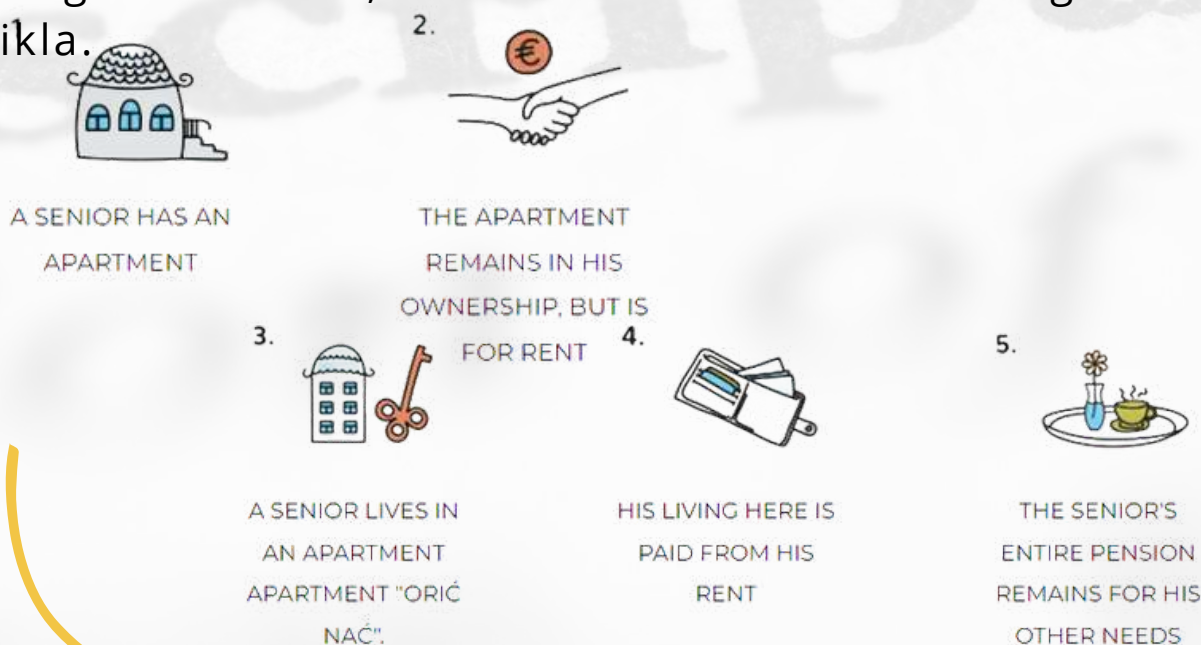 ikla.
1.
A SENIOR HAS AN
APARTMENT
2.
€
THE APARTMENT
REMAINS IN HIS
OWNERSHIP, BUT IS
FOR RENT
3.
A SENIOR LIVES IN
AN APARTMENT
APARTMENT "ORIĆ
NAĆ".
4.
HIS LIVING HERE IS
PAID FROM HIS
RENT
5.
THE SENIOR'S
ENTIRE PENSION
REMAINS FOR HIS
OTHER NEEDS